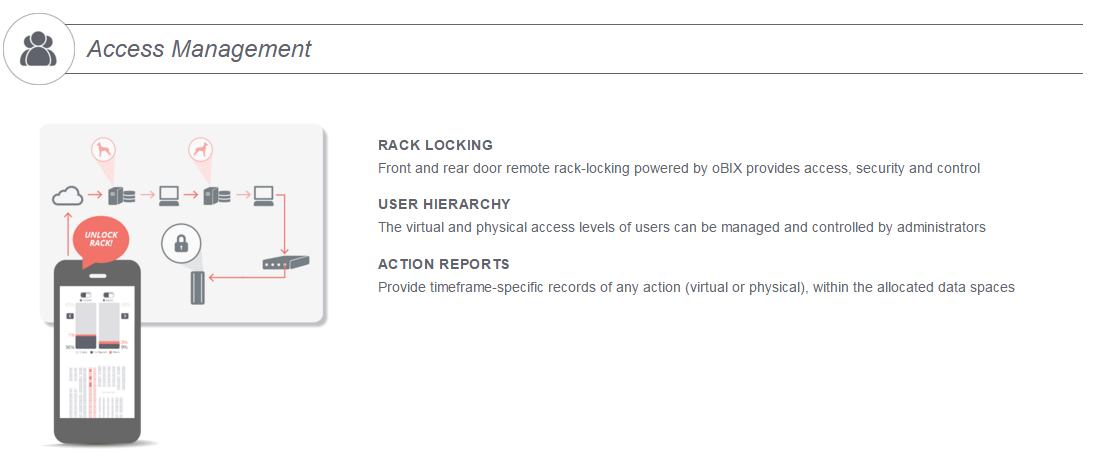 Access Management
UNLOCK
RACK!
RACK LOCKING
Front and rear door remote rack-locking powered by oBIX provides access, security and control
USER HIERARCHY
The virtual and physical access levels of users can be managed and controlled by administrators
ACTION REPORTS
Provide timeframe-specific records of any action (virtual or physical), within the allocated data spaces